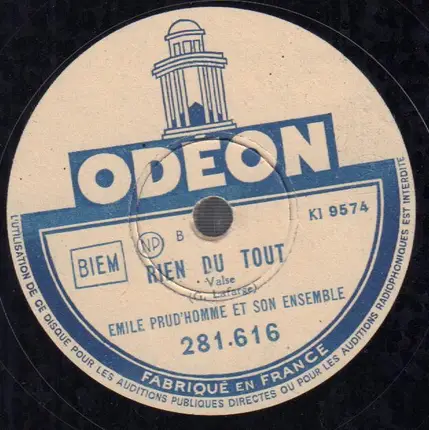 ODÉON
KI 9574
BIEM
NP
B
RIEN DU TOUT
Valse
(G. Lafarge)
EMILE PRUD'HOMME ET SON ENSEMBLE
281.616
FABRIQUÉ EN FRANCE
L'UTILISATION DE CE DISQUE POUR LES AUDITIONS PUBLIQUES DIRECTES OU POUR LES AUDITIONS RADIOPHONIQUES EST INTERDITE